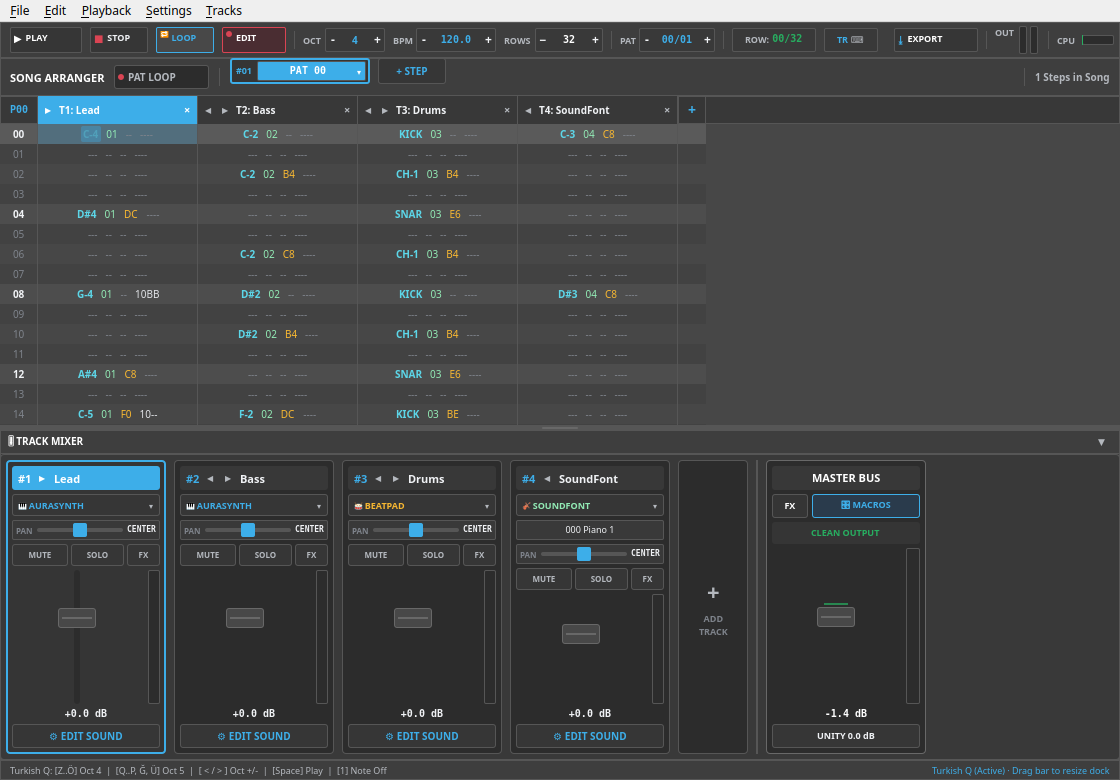 File Edit Playback Settings Tracks
▶ PLAY STOP LOOP EDIT OCT - 4 + BPM - 120.0 + ROWS − 32 + PAT - 00/01 + ROW: 00/32 TR ⌨ EXPORT OUT CPU
SONG ARRANGER PAT LOOP #01 PAT 00 ▾ + STEP 1 Steps in Song
P00 ▶ T1: Lead × ◀ ▶ T2: Bass × ◀ ▶ T3: Drums × ◀ T4: SoundFont × +
00 C-4 01 -- ---- C-2 02 -- ---- KICK 03 -- ---- C-3 04 C8 ----
01 --- -- -- ---- --- -- -- ---- --- -- -- ---- --- -- -- ----
02 --- -- -- ---- C-2 02 B4 ---- CH-1 03 B4 ---- --- -- -- ----
03 --- -- -- ---- --- -- -- ---- --- -- -- ---- --- -- -- ----
04 D#4 01 DC ---- --- -- -- ---- SNAR 03 E6 ---- --- -- -- ----
05 --- -- -- ---- --- -- -- ---- --- -- -- ---- --- -- -- ----
06 --- -- -- ---- C-2 02 C8 ---- CH-1 03 B4 ---- --- -- -- ----
07 --- -- -- ---- --- -- -- ---- --- -- -- ---- --- -- -- ----
08 G-4 01 -- 10BB D#2 02 -- ---- KICK 03 -- ---- D#3 04 C8 ----
09 --- -- -- ---- --- -- -- ---- --- -- -- ---- --- -- -- ----
10 --- -- -- ---- D#2 02 B4 ---- CH-1 03 B4 ---- --- -- -- ----
11 --- -- -- ---- --- -- -- ---- --- -- -- ---- --- -- -- ----
12 A#4 01 C8 ---- --- -- -- ---- SNAR 03 E6 ---- --- -- -- ----
13 --- -- -- ---- --- -- -- ---- --- -- -- ---- --- -- -- ----
14 C-5 01 F0 10-- F-2 02 DC ---- KICK 03 BE ---- --- -- -- ----
TRACK MIXER ▼
#1 ▶ Lead #2 ◀ ▶ Bass #3 ◀ ▶ Drums #4 ◀ SoundFont MASTER BUS
AURASYNTH ▾ AURASYNTH ▾ BEATPAD ▾ SOUNDFONT ▾ FX MACROS
PAN CENTER PAN CENTER PAN CENTER 000 Piano 1 CLEAN OUTPUT
MUTE SOLO FX MUTE SOLO FX MUTE SOLO FX PAN CENTER
MUTE SOLO FX
+
ADD
TRACK
+0.0 dB +0.0 dB +0.0 dB +0.0 dB -1.4 dB
⚙ EDIT SOUND ⚙ EDIT SOUND ⚙ EDIT SOUND ⚙ EDIT SOUND UNITY 0.0 dB
Turkish Q: [Z..Ö] Oct 4 | [Q..P, Ğ, Ü] Oct 5 | [ < / > ] Oct +/- | [Space] Play | [1] Note Off Turkish Q (Active) · Drag bar to resize dock